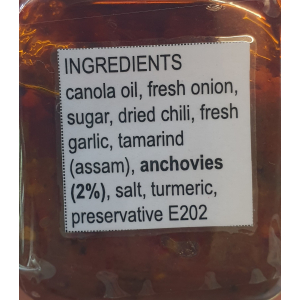 INGREDIENTS
canola oil, fresh onion,
sugar, dried chili, fresh
garlic, tamarind
(assam), anchovies
(2%), salt, turmeric,
preservative E202